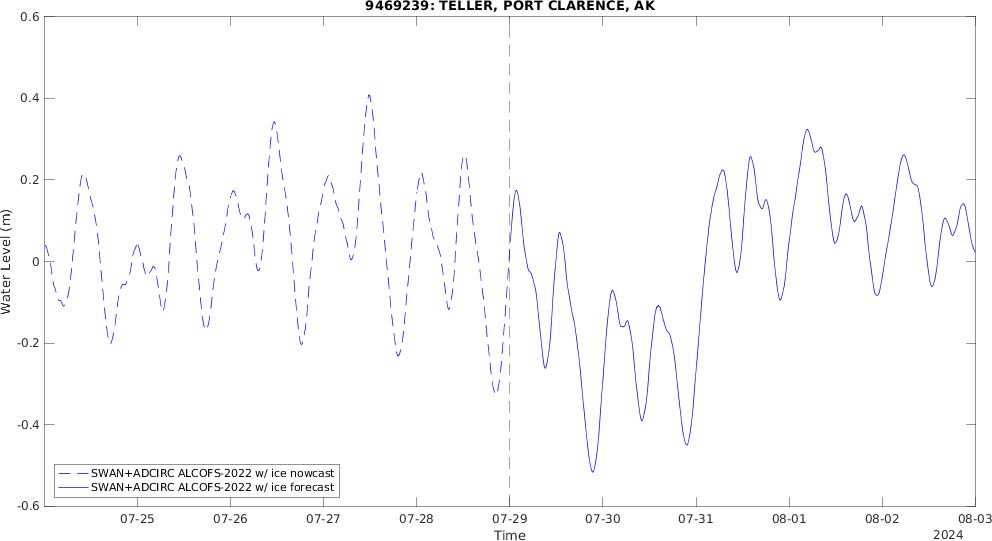 9469239: TELLER, PORT CLARENCE, AK
0.6
0.4
0.2
0
-0.2
-0.4
-0.6
Water Level (m)
SWAN+ADCIRC ALCOFS-2022 w/ ice nowcast
SWAN+ADCIRC ALCOFS-2022 w/ ice forecast
07-25 07-26 07-27 07-28 07-29 07-30 07-31 08-01 08-02 08-03
Time
2024